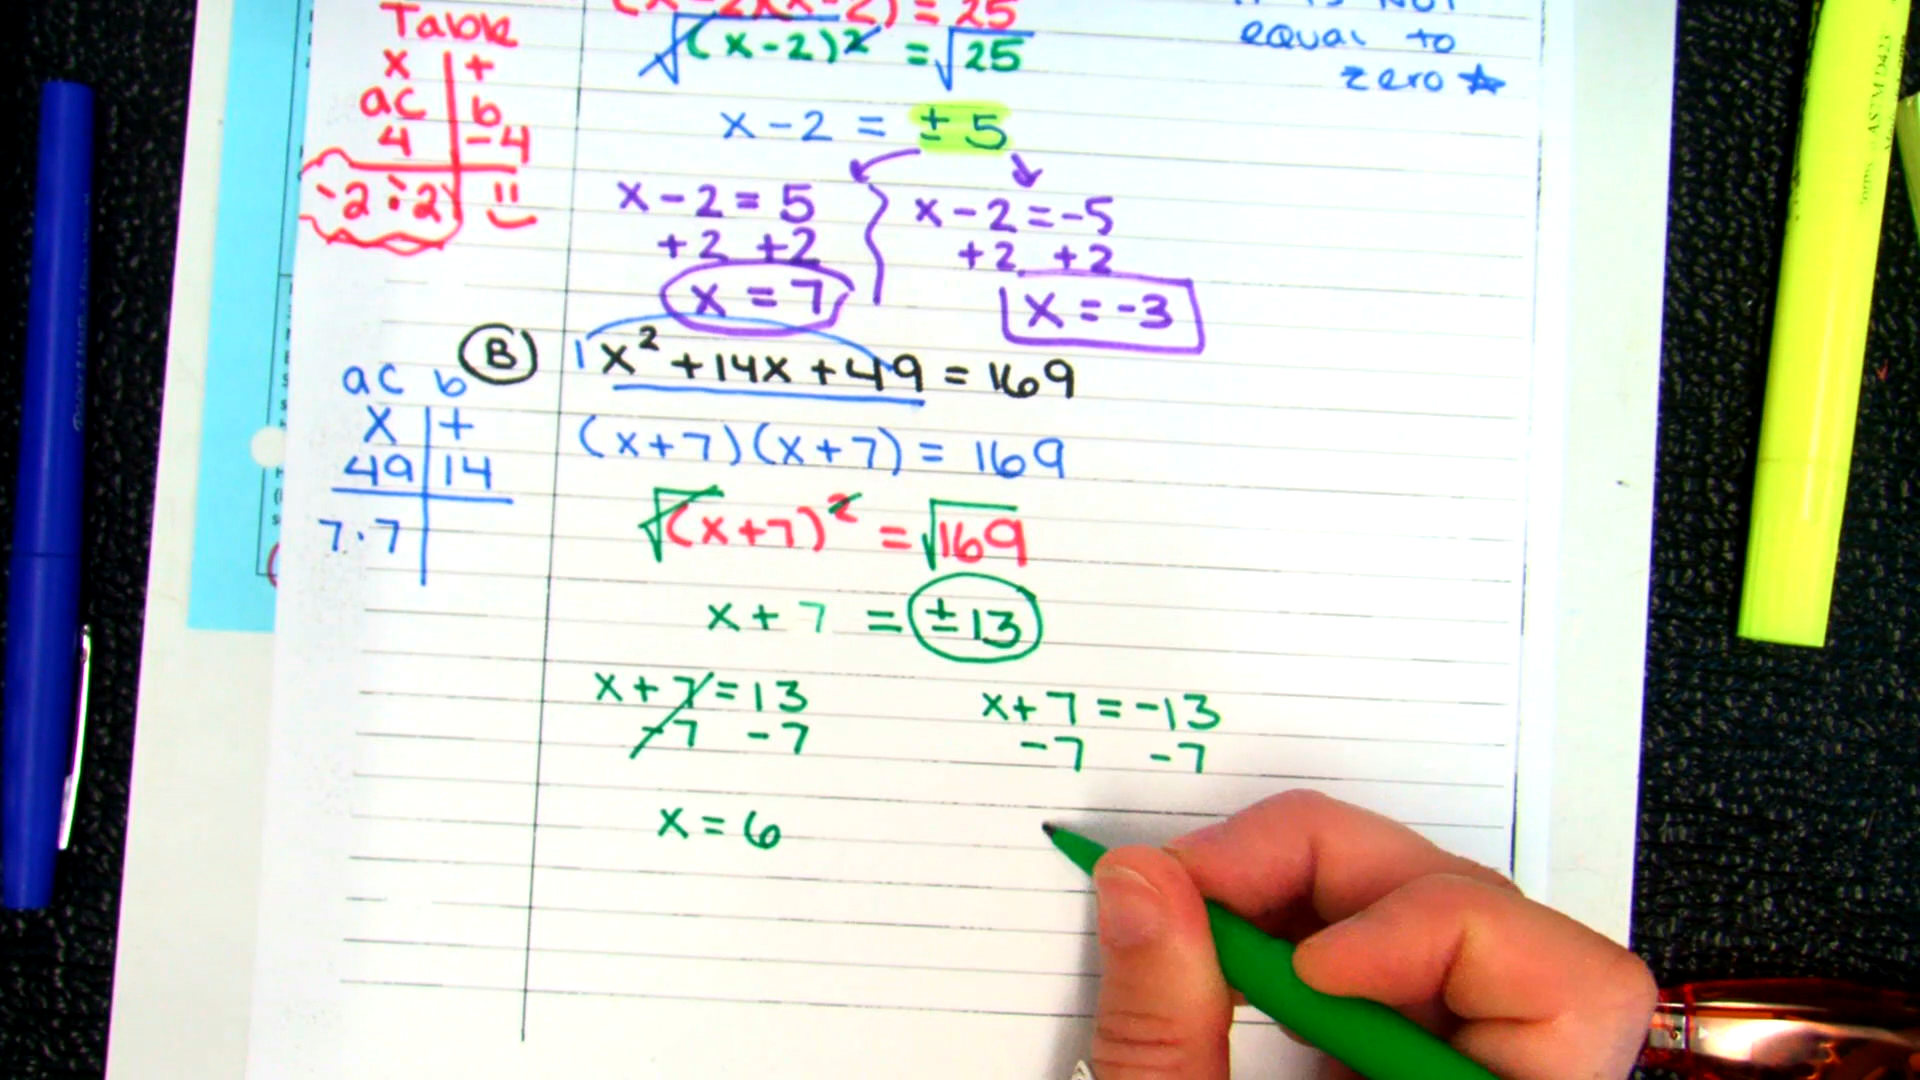 Table
x | +
ac | b
4 | -4
-2 · -2
(x-2)(x-2) = 25
√(x-2)² = √25
x - 2 = ± 5
x - 2 = 5
+2 +2
x = 7
x - 2 = -5
+2 +2
x = -3
equal to
zero ☆
B 1x² + 14x + 49 = 169
ac b
x | +
49 | 14
7 · 7
(x+7)(x+7) = 169
√(x+7)² = √169
x + 7 = ±13
x + 7 = 13
-7 -7
x = 6
x + 7 = -13
-7 -7